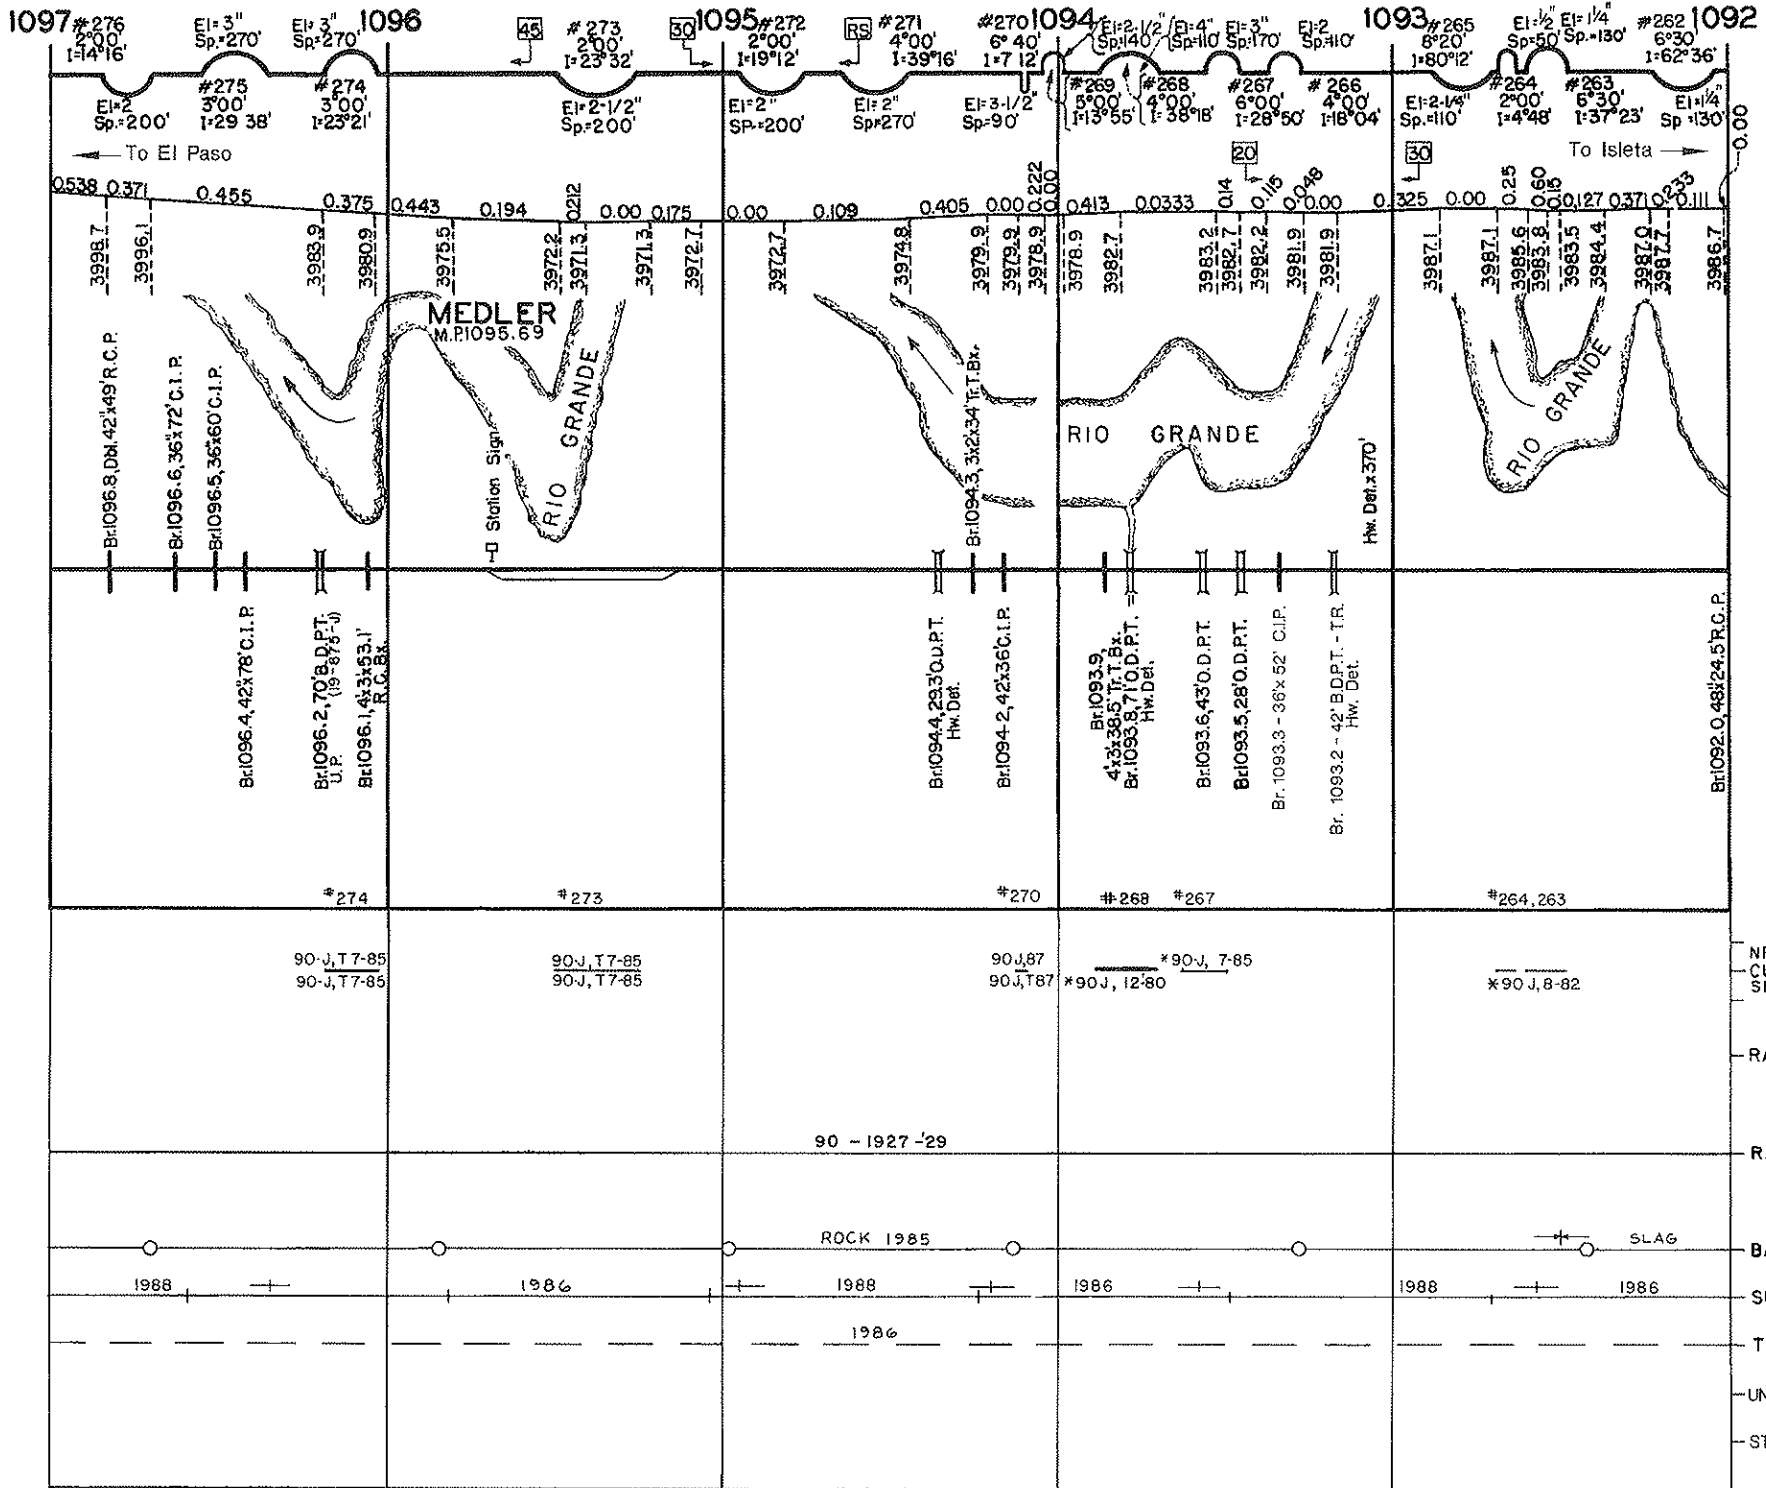 1097
1096
1095
1094
1093
1092
#276
2°00'
I=14°16'
El= 3"
Sp.=270'
El= 3"
Sp.=270'
45
#273
2°00'
I=23°32'
30
#272
2°00'
I=19°12'
RS
#271
4°00'
I=39°16'
#270
6°40'
I=7 12'
El=2-1/2"
Sp=140'
El=4"
Sp=110'
El=3"
Sp.=170'
El=2
Sp.=110'
#265
8°20'
I=80°12'
El=1/2"
Sp=50'
El=1 1/4"
Sp.=130'
#262
6°30'
I=62°36'
El=2
Sp.=200'
#275
3°00'
I=29 38'
#274
3°00'
I=23°21'
El=2-1/2"
Sp.=200'
El=2"
SP.=200'
El=2"
Sp.=270'
El=3-1/2"
Sp.=90'
#269
5°00'
I=13°55'
#268
4°00'
I=38°18'
#267
6°00'
I=28°50'
#266
4°00'
I=18°04'
El=2-1/4"
Sp.=110'
#264
2°00'
I=4°48'
#263
6°30'
I=37°23'
El=1 1/4"
Sp=130'
To El Paso
20
30
To Isleta
0.00
0.538 0.371 0.455 0.375 0.443 0.194 0.212 0.00 0.175 0.00 0.109 0.405 0.00 0.222 0.00 0.413 0.0333 0.14 0.115 0.048 0.00 0.325 0.00 0.25 0.60 0.15 0.127 0.371 0.233 0.111
3998.7 3996.1 3983.9 3980.9 3975.5 3972.2 3971.3 3971.3 3972.7 3972.7 3974.8 3979.9 3979.9 3978.9 3978.9 3982.7 3983.2 3982.7 3982.2 3981.9 3981.9 3987.1 3987.1 3985.6 3983.8 3983.5 3984.4 3987.0 3987.7 3986.7
MEDLER
M.P.1095.69
RIO GRANDE
RIO GRANDE
RIO GRANDE
Station Sign
Br.1096.8,Dbl.42"x49'R.C.P.
Br.1096.6,36"x72'C.I.P.
Br.1096.5,36"x60'C.I.P.
Br.1094.3,3'x2'x34'Tr.T.Bx.
Hw. Det.x370'
Br.1096.4,42"x78'C.I.P.
Br.1096.2,70'B.D.P.T.
U.P. (19-875-J)
Br.1096.1,4'x3'x53.1'
R.C.Bx.
Br.1094.4,29.3'O.D.P.T.
Hw. Det.
Br.1094-2,42"x36'C.I.P.
Br.1093.9,
4'x3'x38.5'Tr.T.Bx.
Br.1093.8,71'O.D.P.T.
Hw.Det.
Br.1093.6,43'O.D.P.T.
Br.1093.5,28'O.D.P.T.
Br. 1093.3 - 36"x 52' C.I.P.
Br. 1093.2 - 42' B.D.P.T. - T.R.
Hw. Det.
Br.1092.0,48"x24.5'R.C.P.
#274
#273
#270
#268
#267
#264,263
90-J, T 7-85
90-J, T 7-85
90-J, T 7-85
90-J, T 7-85
90J,87
90J,T87
*90J, 12-80
*90-J, 7-85
*90J,8-82
90 - 1927 -'29
ROCK 1985
SLAG
1988
1986
1988
1986
1988
1986
1986